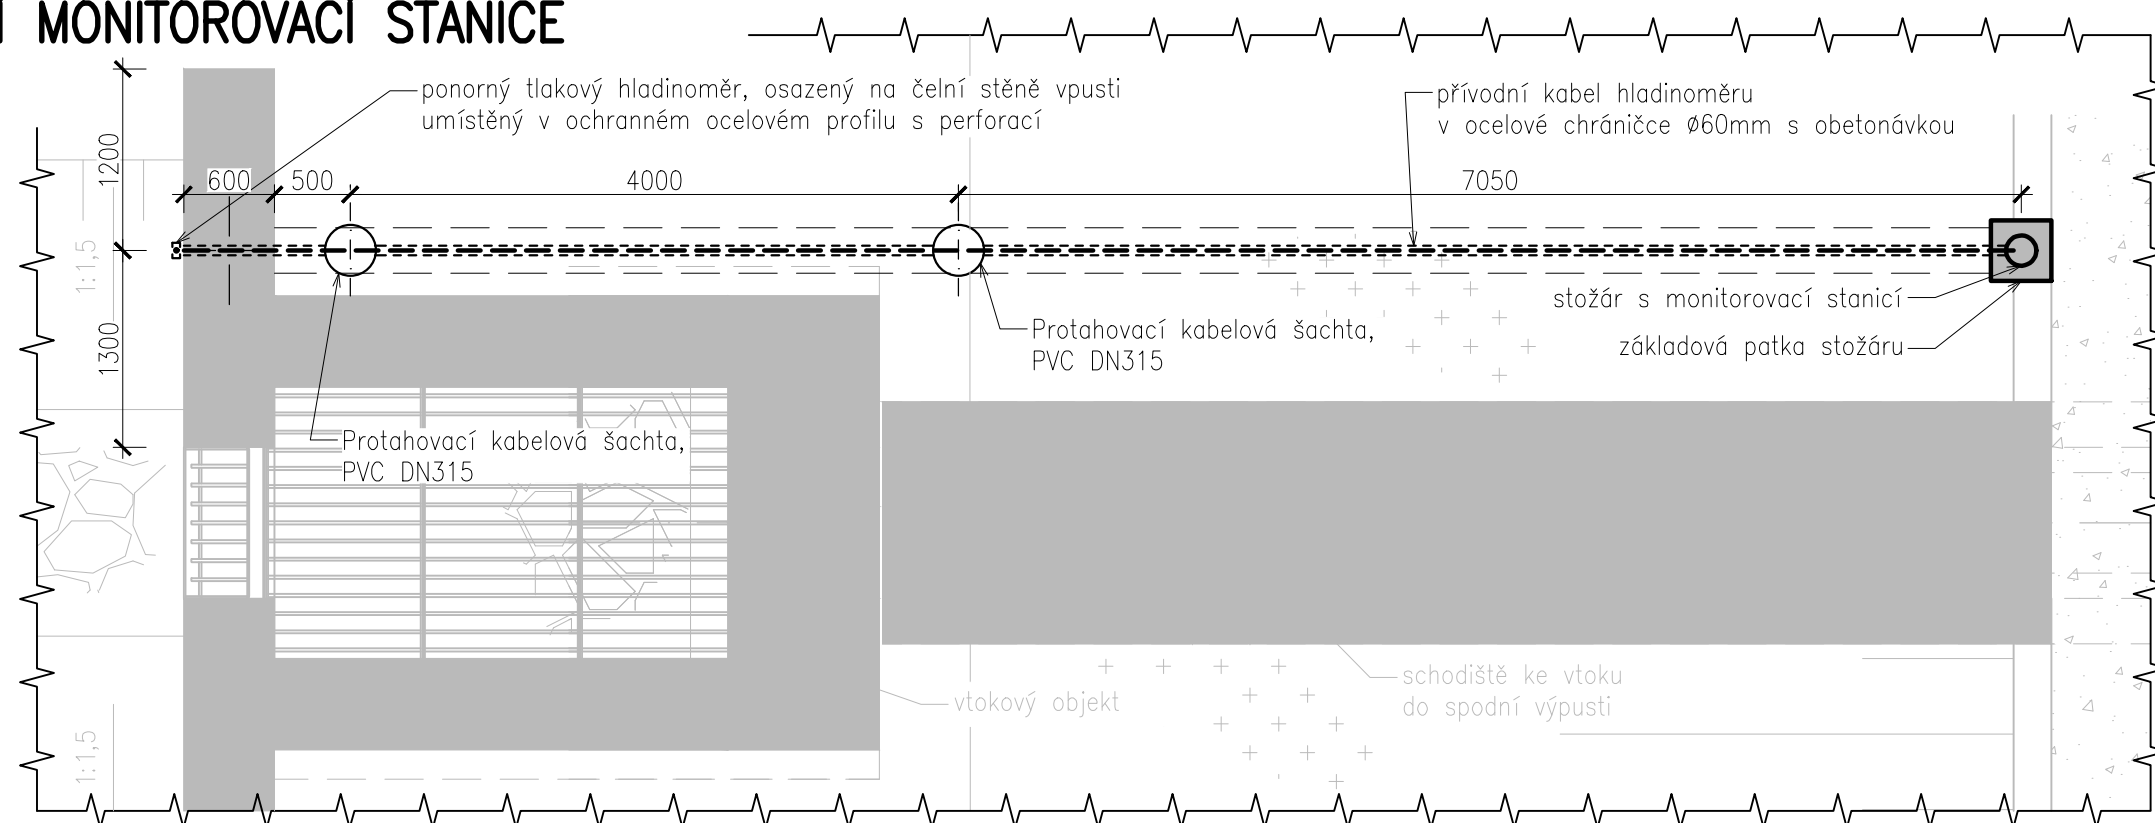 Í MONITOROVACÍ STANICE
ponorný tlakový hladinoměr, osazený na čelní stěně vpusti
umístěný v ochranném ocelovém profilu s perforací
přívodní kabel hladinoměru
v ocelové chráničce Ø60mm s obetonávkou
1200
600
500
4000
7050
1:1,5
1300
stožár s monitorovací stanicí
základová patka stožáru
Protahovací kabelová šachta,
PVC DN315
Protahovací kabelová šachta,
PVC DN315
schodiště ke vtoku
do spodní výpusti
vtokový objekt
1:1,5